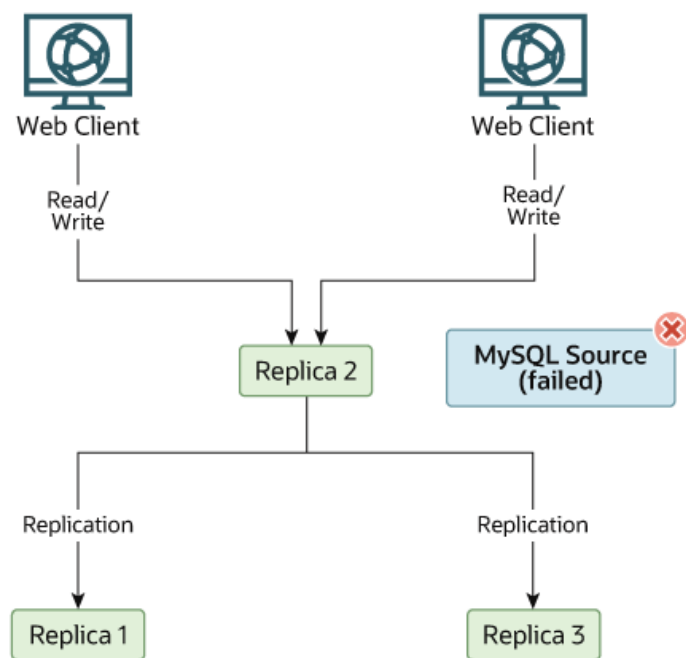 Web Client
Web Client
Read/
Write
Read/
Write
Replica 2
MySQL Source
(failed)
Replication
Replication
Replica 1
Replica 3